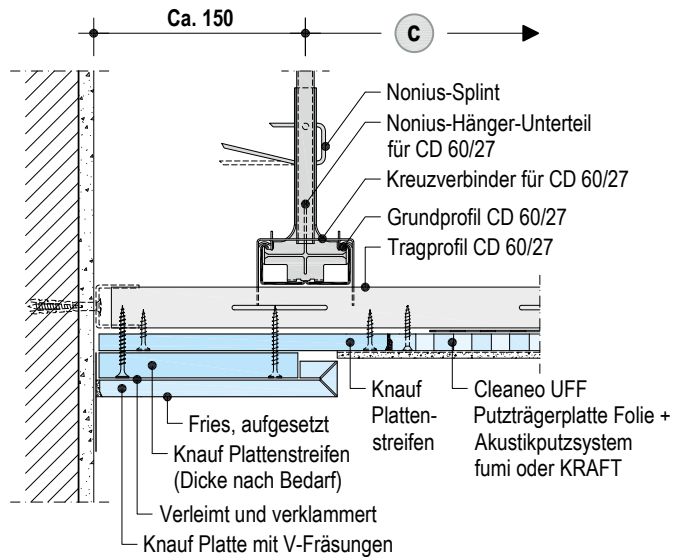 Ca. 150
c
Nonius-Splint
Nonius-Hänger-Unterteil
für CD 60/27
Kreuzverbinder für CD 60/27
Grundprofil CD 60/27
Tragprofil CD 60/27
Knauf
Platten-
streifen
Cleaneo UFF
Putzträgerplatte Folie +
Akustikputzsystem
fumi oder KRAFT
Fries, aufgesetzt
Knauf Plattenstreifen
(Dicke nach Bedarf)
Verleimt und verklammert
Knauf Platte mit V-Fräsungen